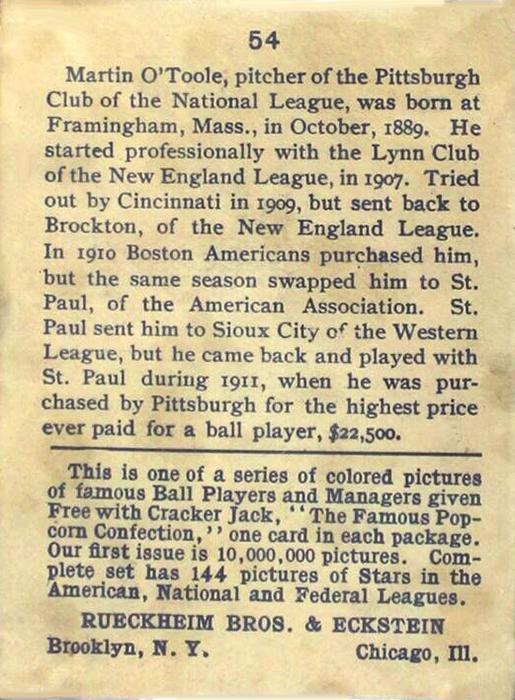 54
Martin O'Toole, pitcher of the Pittsburgh
Club of the National League, was born at
Framingham, Mass., in October, 1889. He
started professionally with the Lynn Club
of the New England League, in 1907. Tried
out by Cincinnati in 1909, but sent back to
Brockton, of the New England League.
In 1910 Boston Americans purchased him,
but the same season swapped him to St.
Paul, of the American Association. St.
Paul sent him to Sioux City of the Western
League, but he came back and played with
St. Paul during 1911, when he was pur-
chased by Pittsburgh for the highest price
ever paid for a ball player, $22,500.
This is one of a series of colored pictures
of famous Ball Players and Managers given
Free with Cracker Jack, "The Famous Pop-
corn Confection," one card in each package.
Our first issue is 10,000,000 pictures. Com-
plete set has 144 pictures of Stars in the
American, National and Federal Leagues.
RUECKHEIM BROS. & ECKSTEIN
Brooklyn, N. Y. Chicago, Ill.